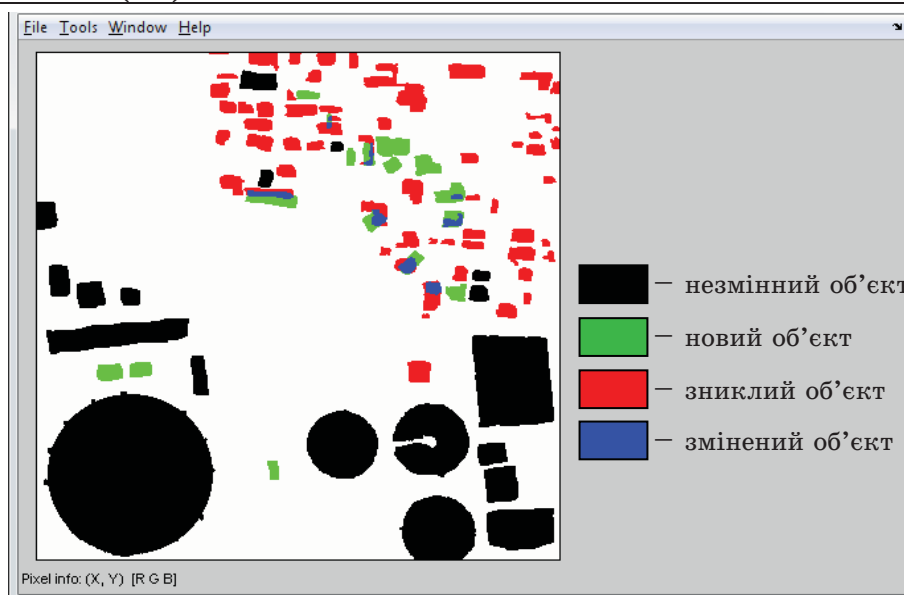 File Tools Window Help
– незмінний об’єкт
– новий об’єкт
– зниклий об’єкт
– змінений об’єкт
Pixel info: (X, Y) [R G B]